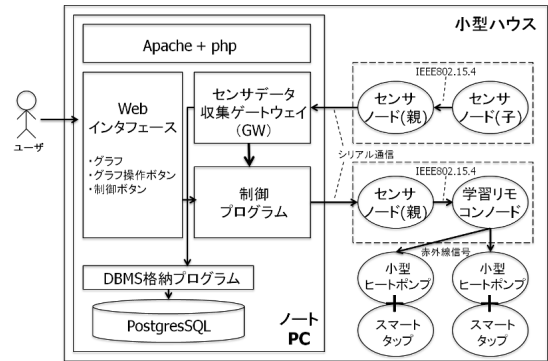 小型ハウス
Apache + php
Web
インタフェース
・グラフ
・グラフ操作ボタン
・制御ボタン
センサデータ
収集ゲートウェイ
(GW)
制御
プログラム
DBMS格納プログラム
PostgresSQL
ノート
PC
ユーザ
IEEE802.15.4
センサ
ノード(親)
センサ
ノード(子)
シリアル通信
IEEE802.15.4
センサ
ノード(親)
学習リモ
コンノード
赤外線信号
小型
ヒートポンプ
小型
ヒートポンプ
スマート
タップ
スマート
タップ